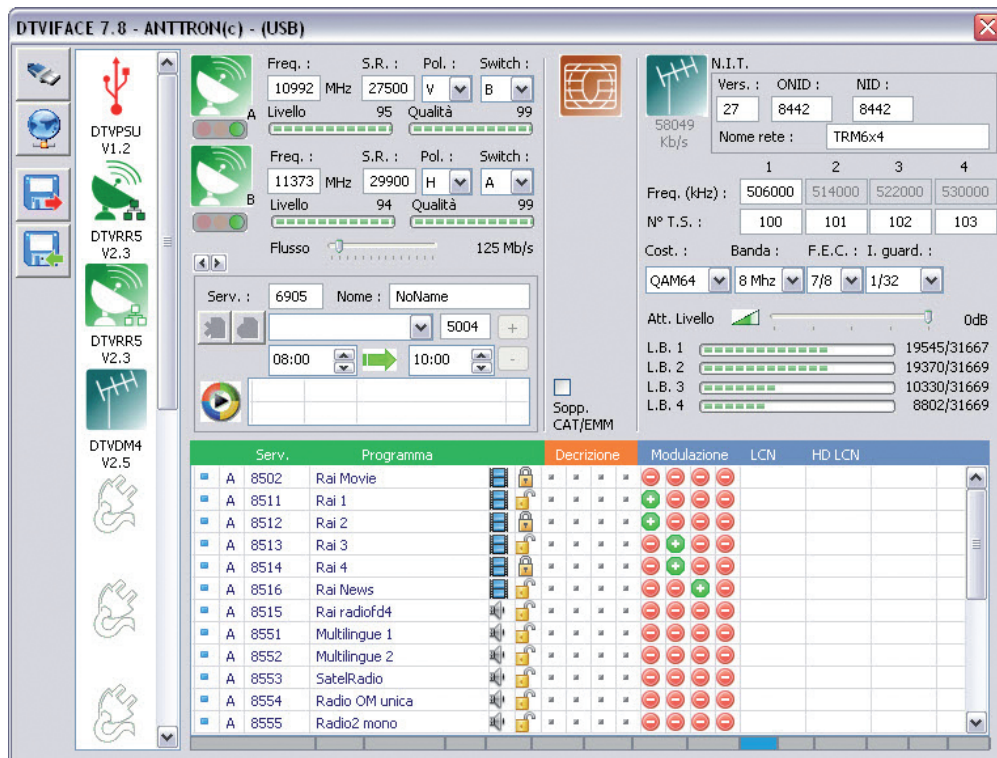 DTVIFACE 7.8 - ANTTRON(c) - (USB)
DTVPSU
V1.2
DTVRR5
V2.3
DTVRR5
V2.3
DTVDM4
V2.5
Freq. : S.R. : Pol. : Switch :
10992 MHz 27500 V B
A Livello 95 Qualità 99
Freq. : S.R. : Pol. : Switch :
11373 MHz 29900 H A
B Livello 94 Qualità 99
Flusso 125 Mb/s
Serv. : 6905 Nome : NoName
5004 +
08:00 10:00 -
Sopp.
CAT/EMM
58049
Kb/s
N.I.T.
Vers. : ONID : NID :
27 8442 8442
Nome rete : TRM6x4
1 2 3 4
Freq. (kHz) : 506000 514000 522000 530000
N° T.S. : 100 101 102 103
Cost. : Banda : F.E.C. : I. guard. :
QAM64 8 Mhz 7/8 1/32
Att. Livello 0dB
L.B. 1 19545/31667
L.B. 2 19370/31669
L.B. 3 10330/31669
L.B. 4 8802/31669
Serv. Programma Decrizione Modulazione LCN HD LCN
A 8502 Rai Movie
A 8511 Rai 1
A 8512 Rai 2
A 8513 Rai 3
A 8514 Rai 4
A 8516 Rai News
A 8515 Rai radiofd4
A 8551 Multilingue 1
A 8552 Multilingue 2
A 8553 SatelRadio
A 8554 Radio OM unica
A 8555 Radio2 mono